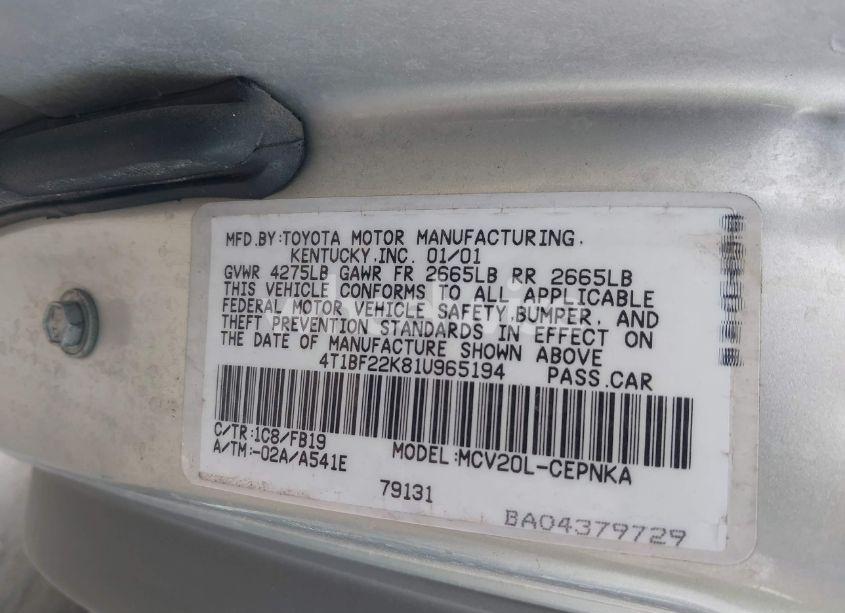 MFD.BY:TOYOTA MOTOR MANUFACTURING,
KENTUCKY,INC. 01/01
GVWR 4275LB GAWR FR 2665LB RR 2665LB
THIS VEHICLE CONFORMS TO ALL APPLICABLE
FEDERAL MOTOR VEHICLE SAFETY,BUMPER, AND
THEFT PREVENTION STANDARDS IN EFFECT ON
THE DATE OF MANUFACTURE SHOWN ABOVE
4T1BF22K81U965194 PASS.CAR
C/TR:1C8/FB19
A/TM:-02A/A541E MODEL:MCV20L-CEPNKA
79131
BA04379729